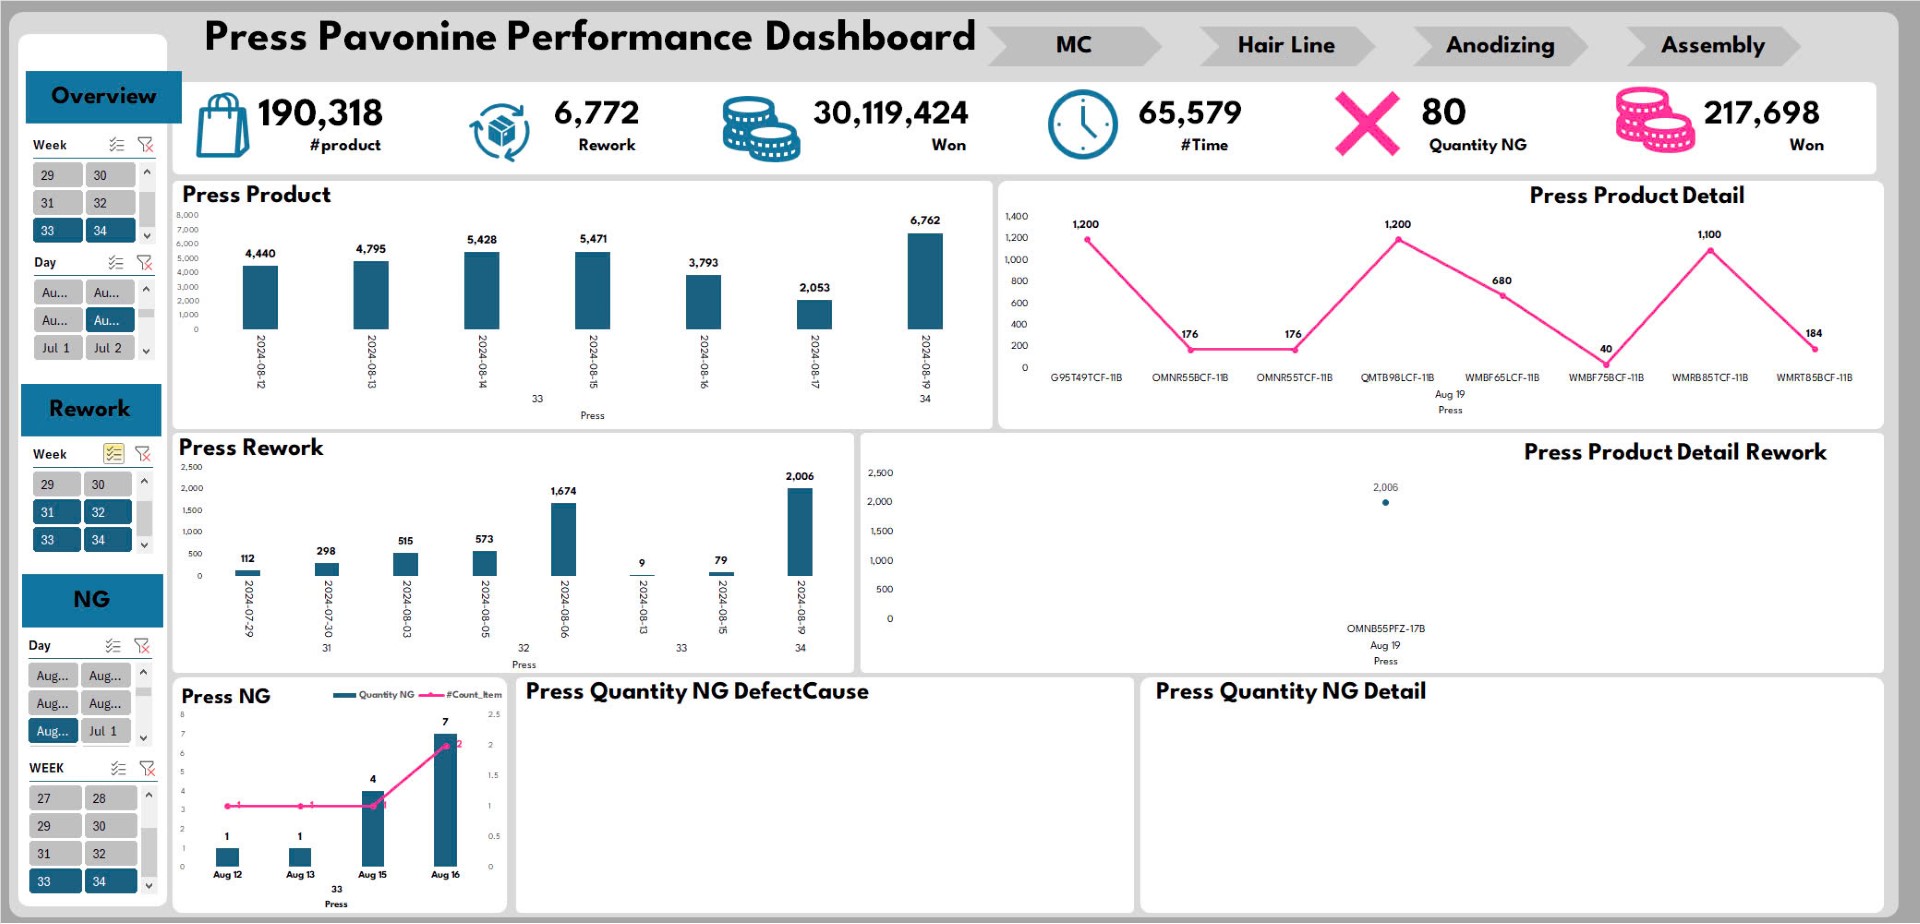 Press Pavonine Performance Dashboard
MC
Hair Line
Anodizing
Assembly
Overview
190,318
#product
6,772
Rework
30,119,424
Won
65,579
#Time
80
Quantity NG
217,698
Won
Week
29 30
31 32
33 34
Day
Au... Au...
Au... Au...
Jul 1 Jul 2
Rework
Week
29 30
31 32
33 34
NG
Day
Aug... Aug...
Aug... Aug...
Aug... Jul 1
WEEK
27 28
29 30
31 32
33 34
Press Product
8,000
7,000
6,000
5,000
4,000
3,000
2,000
1,000
0
4,440
4,795
5,428
5,471
3,793
2,053
6,762
2024-08-12
2024-08-13
2024-08-14
2024-08-15
2024-08-16
2024-08-17
2024-08-19
33 34
Press
Press Product Detail
1,400
1,200
1,000
800
600
400
200
0
1,200
176
176
1,200
680
40
1,100
184
G95T49TCF-11B
OMNR55BCF-11B
OMNR55TCF-11B
QMTB98LCF-11B
WMBF65LCF-11B
WMBF75BCF-11B
WMRB85TCF-11B
WMRT85BCF-11B
Aug 19
Press
Press Rework
2,500
2,000
1,500
1,000
500
0
112
298
515
573
1,674
9
79
2,006
2024-07-29
2024-07-30
2024-08-03
2024-08-05
2024-08-06
2024-08-13
2024-08-15
2024-08-19
31 32 33 34
Press
Press Product Detail Rework
2,500
2,000
1,500
1,000
500
0
2,006
OMNB55PFZ-17B
Aug 19
Press
Press NG
Quantity NG #Count_Item
8
7
6
5
4
3
2
1
0
2.5
2
1.5
1
0.5
0
1
1
4
7
1
1
1
2
Aug 12 Aug 13 Aug 15 Aug 16
33
Press
Press Quantity NG DefectCause
Press Quantity NG Detail